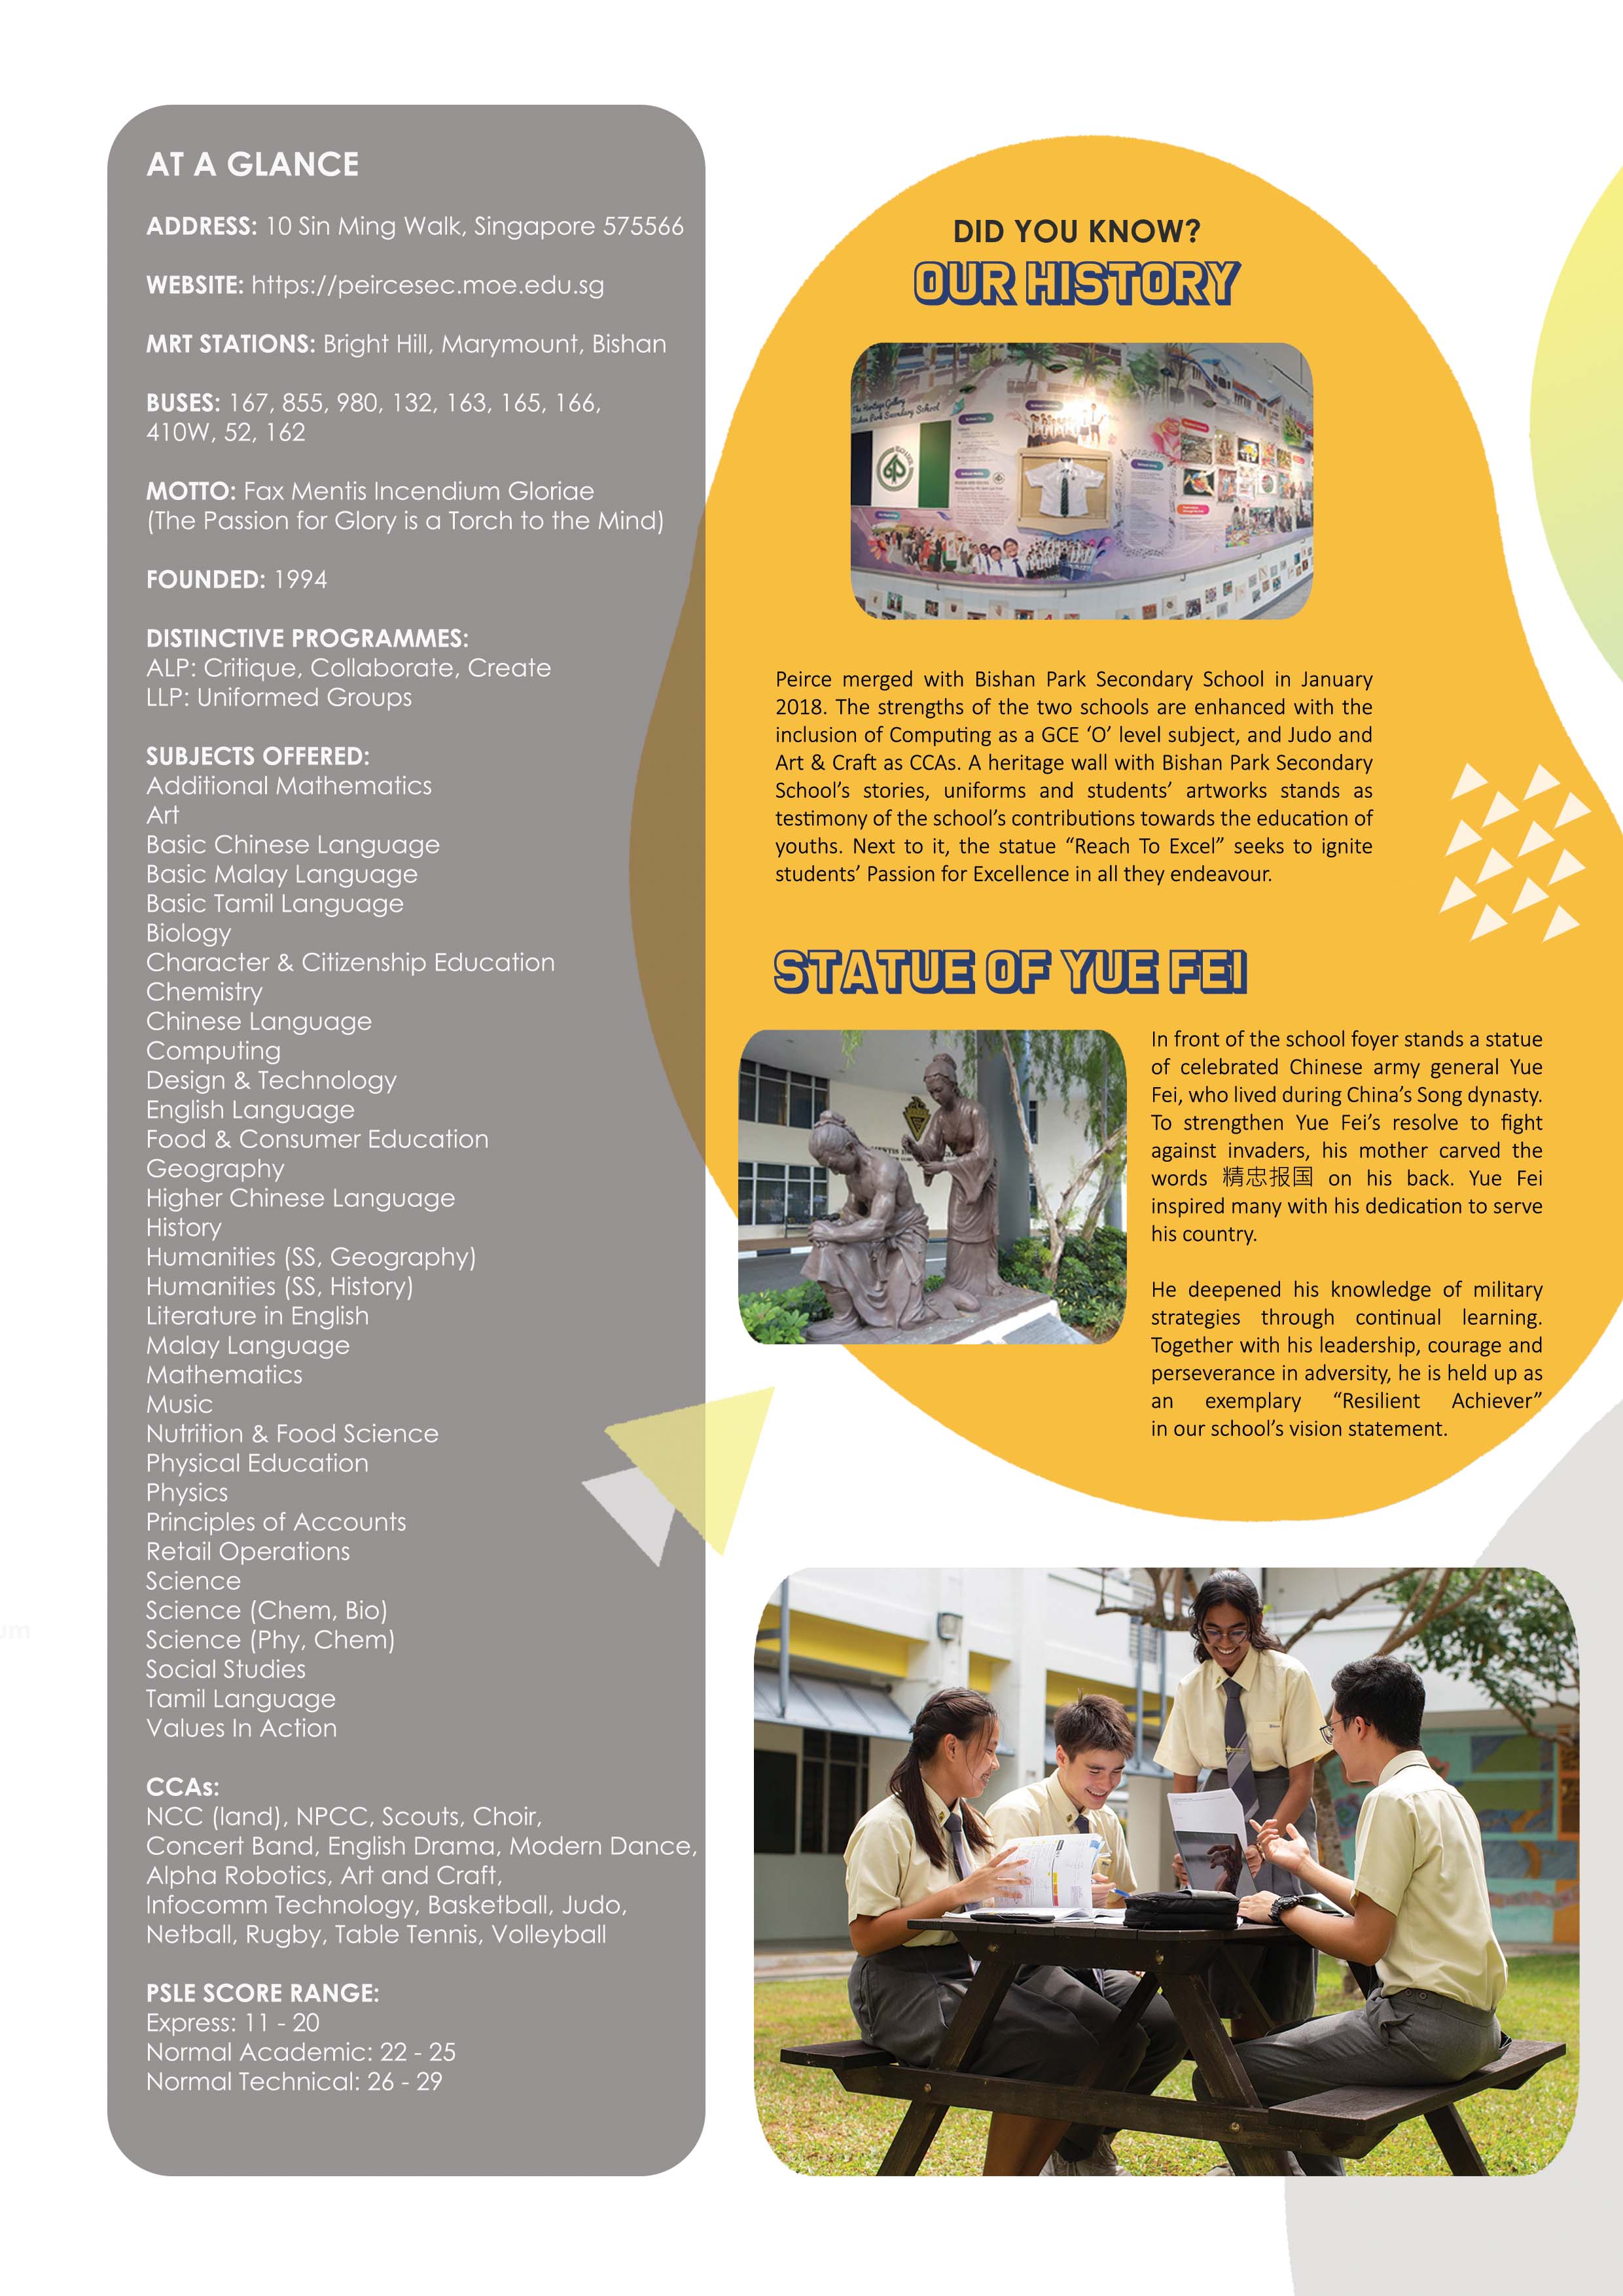 AT A GLANCE
ADDRESS: 10 Sin Ming Walk, Singapore 575566
WEBSITE: https://peircesec.moe.edu.sg
MRT STATIONS: Bright Hill, Marymount, Bishan
BUSES: 167, 855, 980, 132, 163, 165, 166,
410W, 52, 162
MOTTO: Fax Mentis Incendium Gloriae
(The Passion for Glory is a Torch to the Mind)
FOUNDED: 1994
DISTINCTIVE PROGRAMMES:
ALP: Critique, Collaborate, Create
LLP: Uniformed Groups
SUBJECTS OFFERED:
Additional Mathematics
Art
Basic Chinese Language
Basic Malay Language
Basic Tamil Language
Biology
Character & Citizenship Education
Chemistry
Chinese Language
Computing
Design & Technology
English Language
Food & Consumer Education
Geography
Higher Chinese Language
History
Humanities (SS, Geography)
Humanities (SS, History)
Literature in English
Malay Language
Mathematics
Music
Nutrition & Food Science
Physical Education
Physics
Principles of Accounts
Retail Operations
Science
Science (Chem, Bio)
Science (Phy, Chem)
Social Studies
Tamil Language
Values In Action
CCAs:
NCC (land), NPCC, Scouts, Choir,
Concert Band, English Drama, Modern Dance,
Alpha Robotics, Art and Craft,
Infocomm Technology, Basketball, Judo,
Netball, Rugby, Table Tennis, Volleyball
PSLE SCORE RANGE:
Express: 11 - 20
Normal Academic: 22 - 25
Normal Technical: 26 - 29
DID YOU KNOW?
OUR HISTORY
The Heritage Gallery
Bishan Park Secondary School
Peirce merged with Bishan Park Secondary School in January
2018. The strengths of the two schools are enhanced with the
inclusion of Computing as a GCE ‘O’ level subject, and Judo and
Art & Craft as CCAs. A heritage wall with Bishan Park Secondary
School’s stories, uniforms and students’ artworks stands as
testimony of the school’s contributions towards the education of
youths. Next to it, the statue “Reach To Excel” seeks to ignite
students’ Passion for Excellence in all they endeavour.
STATUE OF YUE FEI
In front of the school foyer stands a statue
of celebrated Chinese army general Yue
Fei, who lived during China’s Song dynasty.
To strengthen Yue Fei’s resolve to fight
against invaders, his mother carved the
words 精忠报国 on his back. Yue Fei
inspired many with his dedication to serve
his country.
He deepened his knowledge of military
strategies through continual learning.
Together with his leadership, courage and
perseverance in adversity, he is held up as
an exemplary “Resilient Achiever”
in our school’s vision statement.